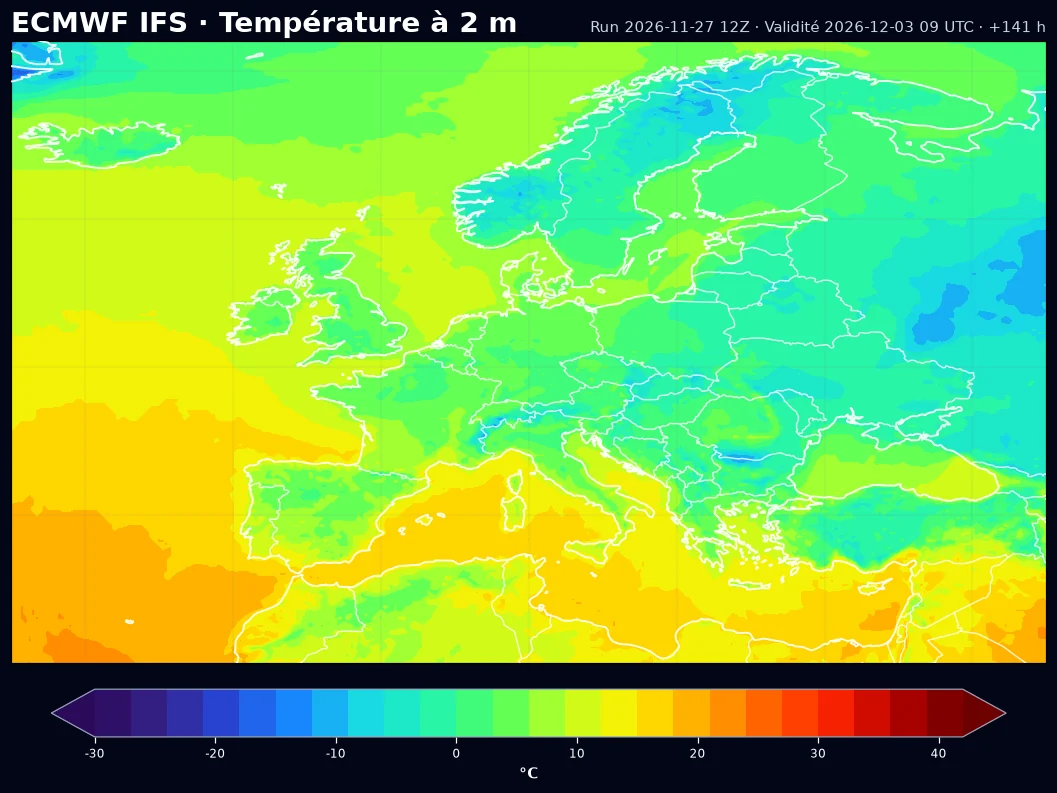 ECMWF IFS · Température à 2 m
Run 2026-11-27 12Z · Validité 2026-12-03 09 UTC · +141 h
-30 -20 -10 0 10 20 30 40
°C